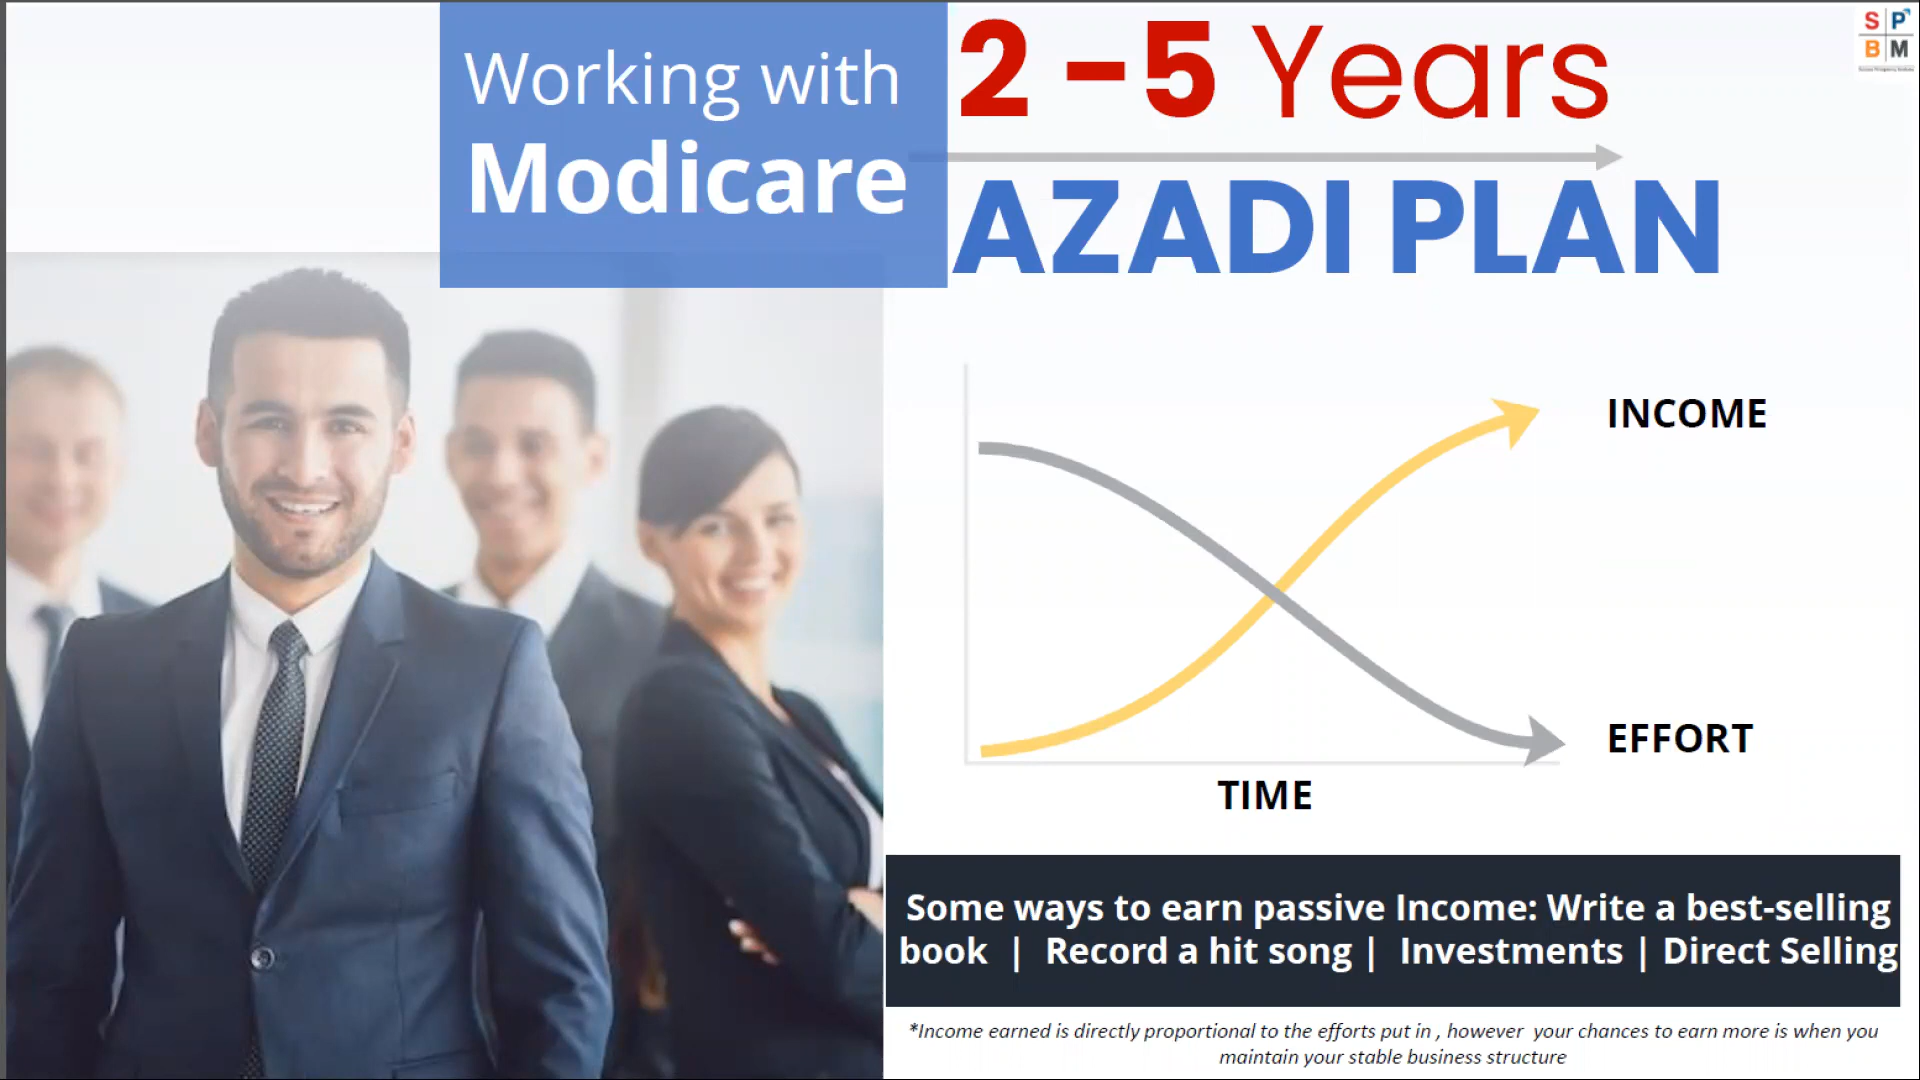 Working with
Modicare
2 - 5 Years
AZADI PLAN
S P
B M
INCOME
EFFORT
TIME
Some ways to earn passive Income: Write a best-selling
book | Record a hit song | Investments | Direct Selling
*Income earned is directly proportional to the efforts put in , however your chances to earn more is when you
maintain your stable business structure